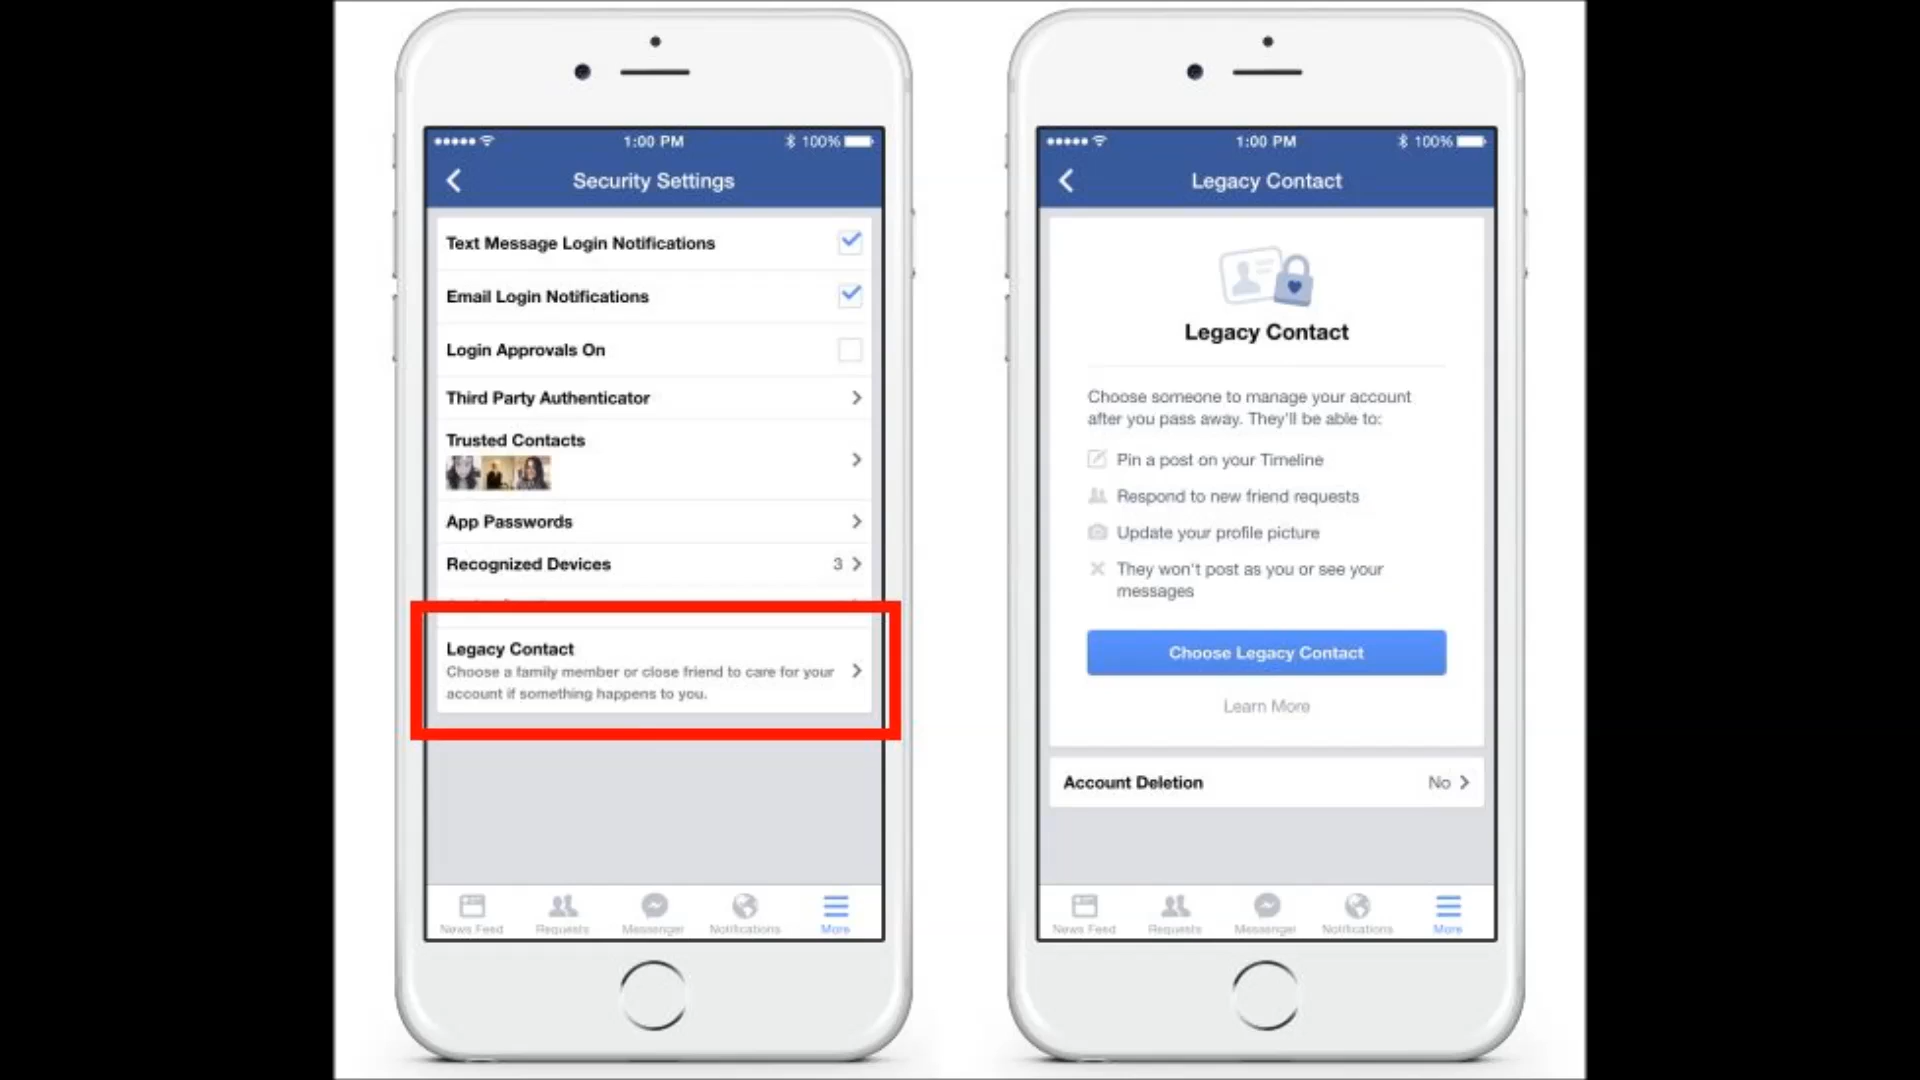 1:00 PM
100%
Security Settings
Text Message Login Notifications
Email Login Notifications
Login Approvals On
Third Party Authenticator
Trusted Contacts
App Passwords
Recognized Devices 3
Legacy Contact
Choose a family member or close friend to care for your
account if something happens to you.
News Feed
Requests
Messenger
Notifications
More
1:00 PM
100%
Legacy Contact
Legacy Contact
Choose someone to manage your account
after you pass away. They'll be able to:
Pin a post on your Timeline
Respond to new friend requests
Update your profile picture
They won't post as you or see your
messages
Choose Legacy Contact
Learn More
Account Deletion No
News Feed
Requests
Messenger
Notifications
More